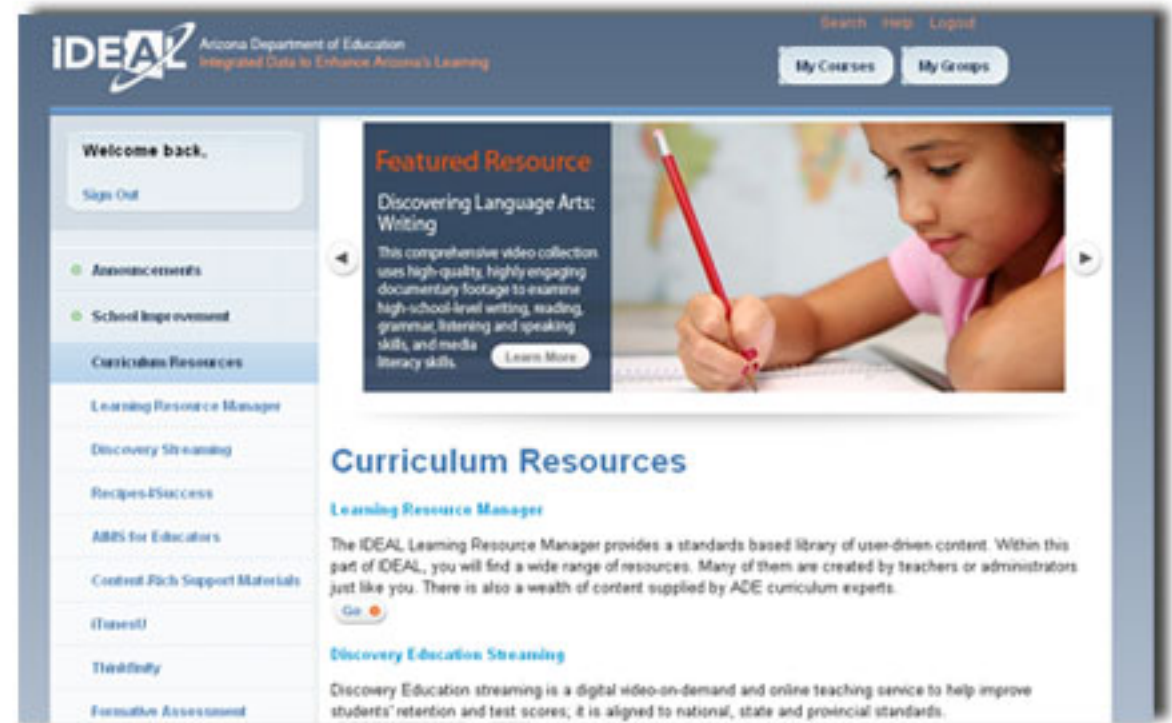 Search Help Logout
IDEAL
Arizona Department of Education
Integrated Data to Enhance Arizona's Learning
My Courses My Groups
Welcome back,
Sign Out
Announcements
School Improvement
Curriculum Resources
Learning Resource Manager
Discovery Streaming
Recipes4Success
AIMS for Educators
Content-Rich Support Materials
iTunesU
Thinkfinity
Formative Assessment
Featured Resource
Discovering Language Arts:
Writing
This comprehensive video collection
uses high-quality, highly engaging
documentary footage to examine
high-school-level writing, reading,
grammar, listening and speaking
skills, and media
literacy skills.
Learn More
Curriculum Resources
Learning Resource Manager
The IDEAL Learning Resource Manager provides a standards based library of user-driven content. Within this
part of IDEAL, you will find a wide range of resources. Many of them are created by teachers or administrators
just like you. There is also a wealth of content supplied by ADE curriculum experts.
Go
Discovery Education Streaming
Discovery Education streaming is a digital video-on-demand and online teaching service to help improve
students' retention and test scores; it is aligned to national, state and provincial standards.